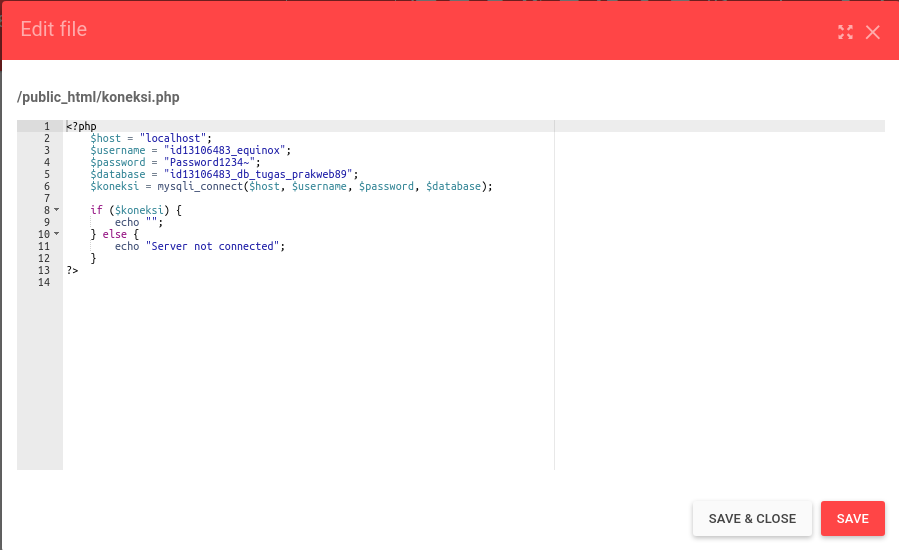 Edit file
/public_html/koneksi.php
1 <?php
2 $host = "localhost";
3 $username = "id13106483_equinox";
4 $password = "Password1234~";
5 $database = "id13106483_db_tugas_prakweb89";
6 $koneksi = mysqli_connect($host, $username, $password, $database);
7
8 if ($koneksi) {
9 echo "";
10 } else {
11 echo "Server not connected";
12 }
13 ?>
14
SAVE & CLOSE
SAVE